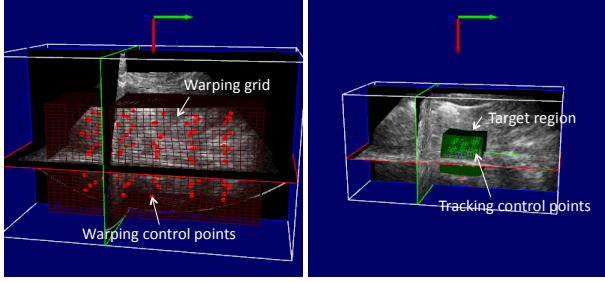 Warping grid
Warping control points
Target region
Tracking control points